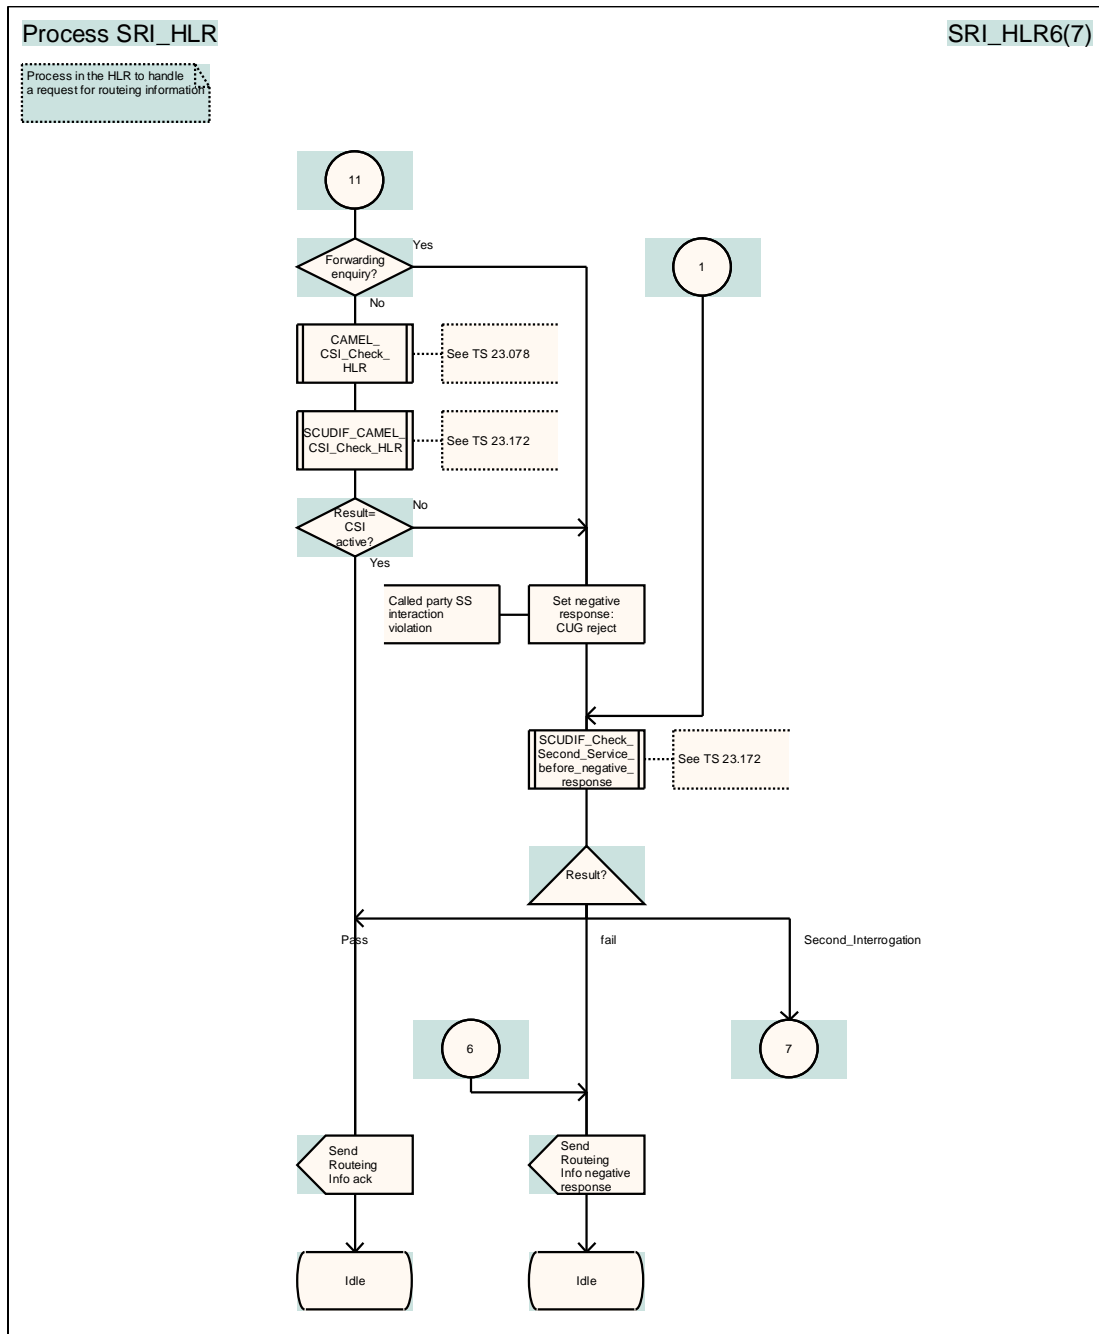 Process SRI_HLR
SRI_HLR6(7)
Process in the HLR to handle
a request for routeing information
11
Yes
Forwarding
enquiry?
1
No
CAMEL_
CSI_Check_
HLR
See TS 23.078
SCUDIF_CAMEL_
CSI_Check_HLR
See TS 23.172
No
Result=
CSI
active?
Yes
Called party SS
interaction
violation
Set negative
response:
CUG reject
SCUDIF_Check_
Second_Service_
before_negative_
response
See TS 23.172
Result?
Pass
fail
Second_Interrogation
6
7
Send
Routeing
Info ack
Send
Routeing
Info negative
response
Idle
Idle